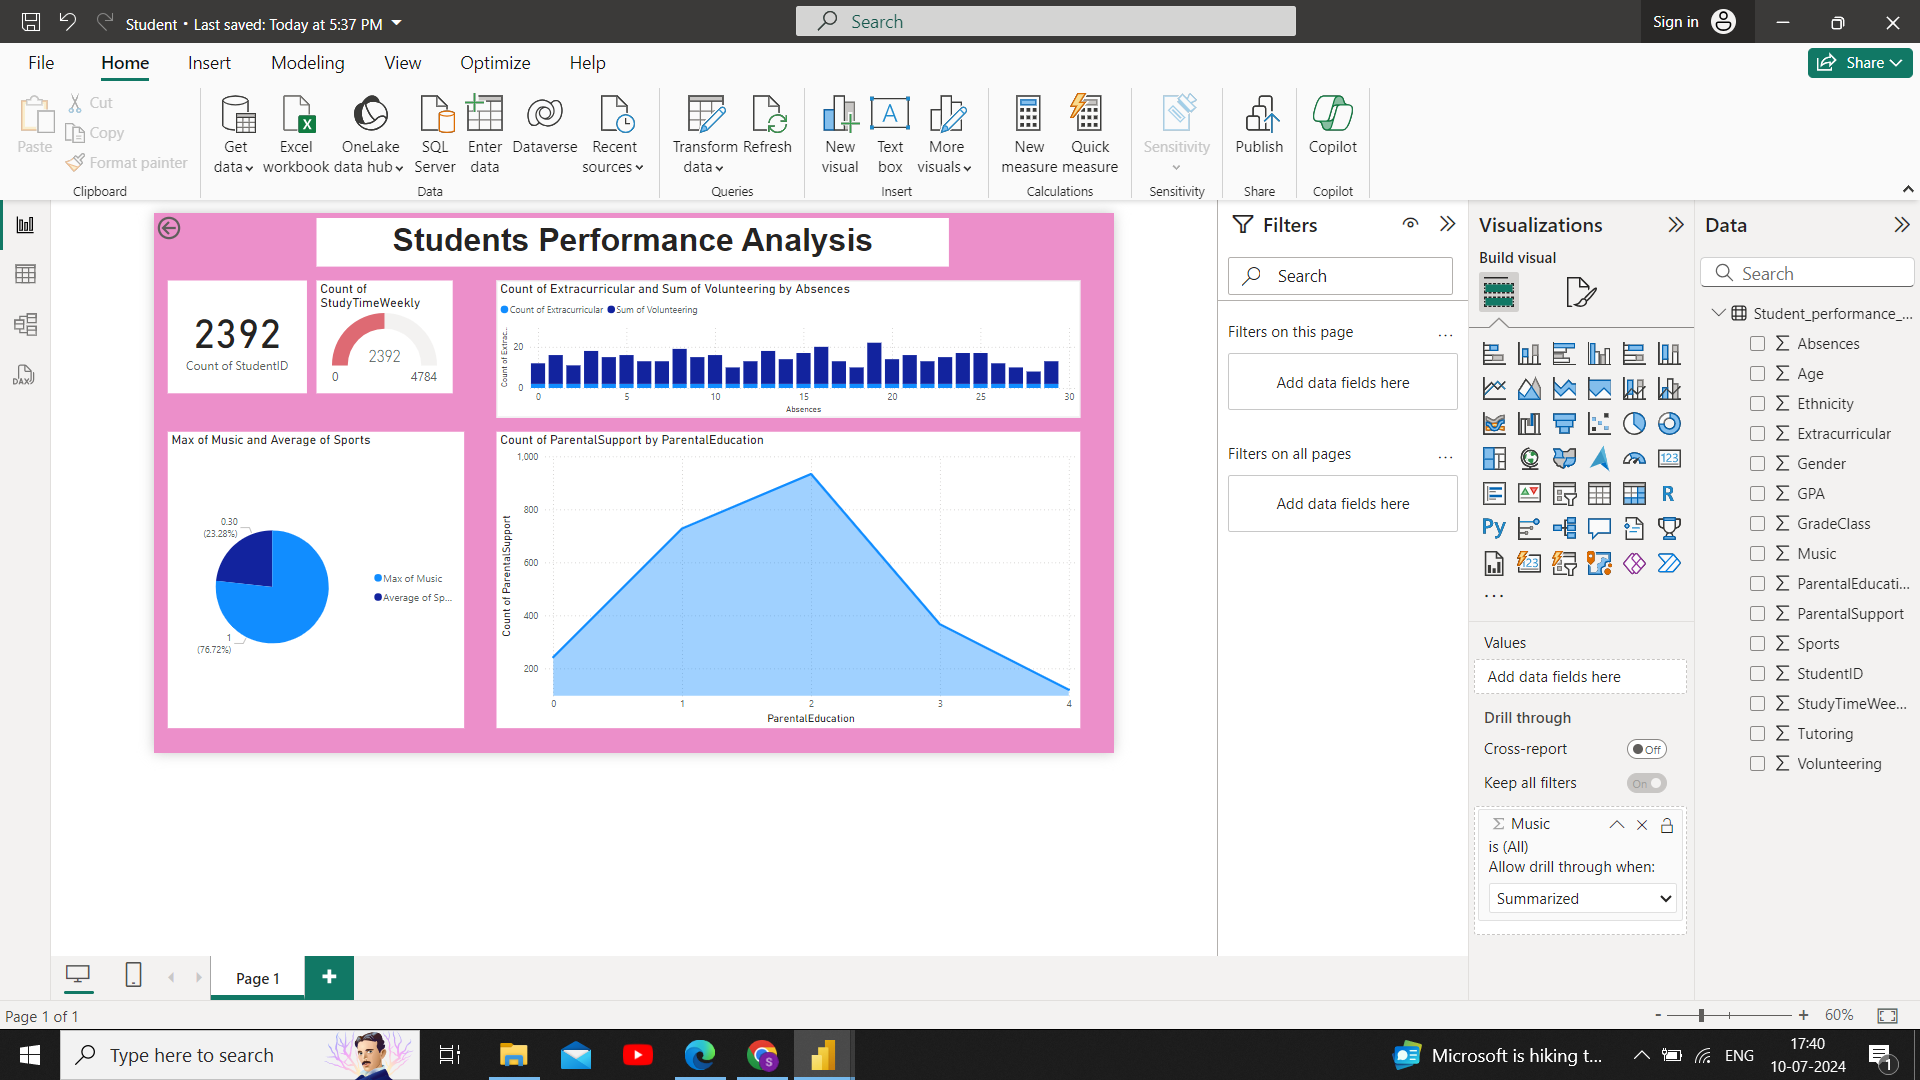 Student • Last saved: Today at 5:37 PM
Search
Sign in
File Home Insert Modeling View Optimize Help
Share
Paste
Cut
Copy
Format painter
Clipboard
Get data
Excel workbook
OneLake data hub
SQL Server
Enter data
Dataverse
Recent sources
Data
Transform data
Refresh
Queries
New visual
Text box
More visuals
Insert
New measure
Quick measure
Calculations
Sensitivity
Sensitivity
Publish
Share
Copilot
Copilot
Students Performance Analysis
2392
Count of StudentID
Count of
StudyTimeWeekly
2392
0 4784
Count of Extracurricular and Sum of Volunteering by Absences
Count of Extracurricular Sum of Volunteering
Count of Extrac...
20
0
0 5 10 15 20 25 30
Absences
Max of Music and Average of Sports
0.30
(23.28%)
1
(76.72%)
Max of Music
Average of Sp...
Count of ParentalSupport by ParentalEducation
Count of ParentalSupport
1,000
800
600
400
200
0 1 2 3 4
ParentalEducation
Filters
Search
Filters on this page ...
Add data fields here
Filters on all pages ...
Add data fields here
Visualizations
Build visual
123
R
Py
123
...
Values
Add data fields here
Drill through
Cross-report Off
Keep all filters On
Σ Music
is (All)
Allow drill through when:
Summarized
Data
Search
Student_performance_...
Σ Absences
Σ Age
Σ Ethnicity
Σ Extracurricular
Σ Gender
Σ GPA
Σ GradeClass
Σ Music
Σ ParentalEducati...
Σ ParentalSupport
Σ Sports
Σ StudentID
Σ StudyTimeWee...
Σ Tutoring
Σ Volunteering
Page 1
+
Page 1 of 1
- + 60%
Type here to search
Microsoft is hiking t...
ENG
17:40
10-07-2024
1